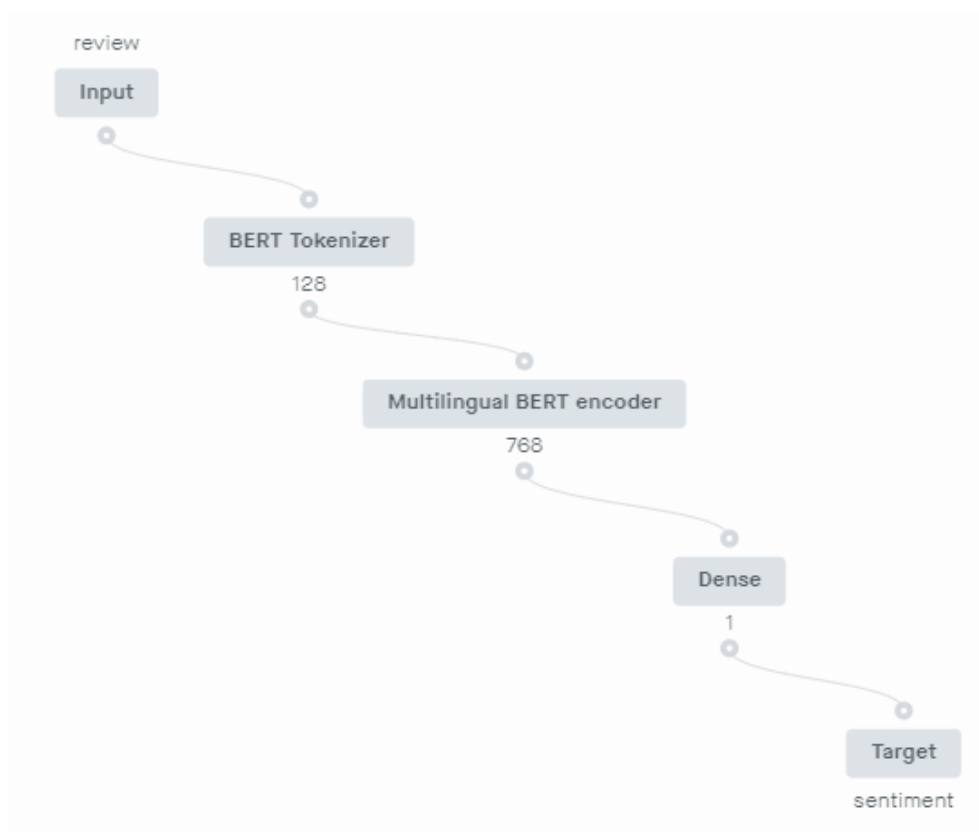 review
Input
BERT Tokenizer
128
Multilingual BERT encoder
768
Dense
1
Target
sentiment